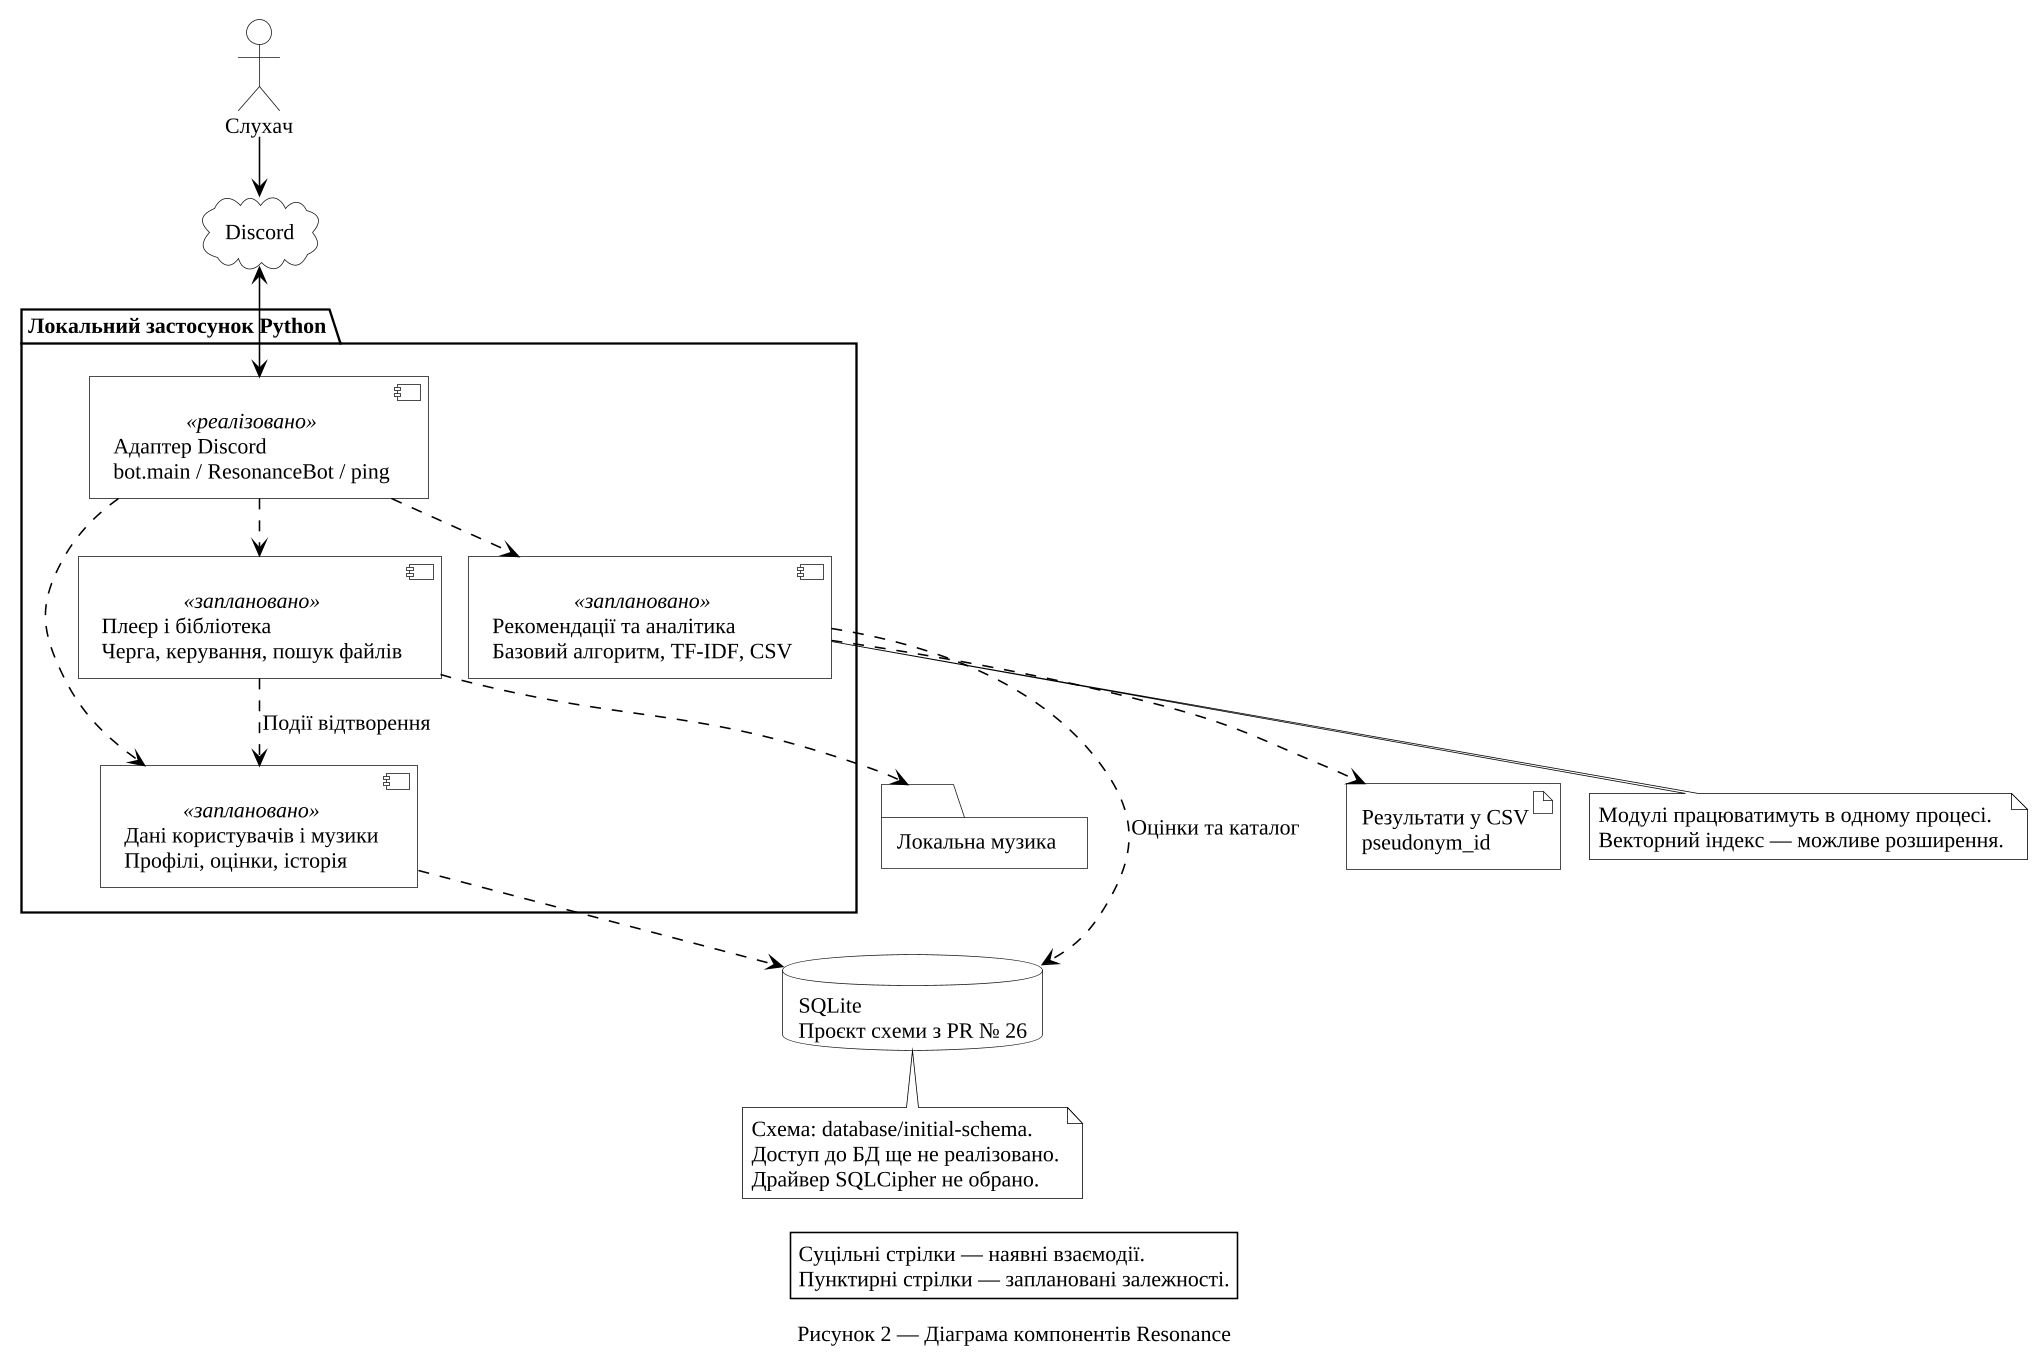 Слухач
Discord
Локальний застосунок Python
«реалізовано»
Адаптер Discord
bot.main / ResonanceBot / ping
«заплановано»
Плеєр і бібліотека
Черга, керування, пошук файлів
«заплановано»
Рекомендації та аналітика
Базовий алгоритм, TF-IDF, CSV
Події відтворення
«заплановано»
Дані користувачів і музики
Профілі, оцінки, історія
Локальна музика
Оцінки та каталог
Результати у CSV
pseudonym_id
Модулі працюватимуть в одному процесі.
Векторний індекс — можливе розширення.
SQLite
Проєкт схеми з PR № 26
Схема: database/initial-schema.
Доступ до БД ще не реалізовано.
Драйвер SQLCipher не обрано.
Суцільні стрілки — наявні взаємодії.
Пунктирні стрілки — заплановані залежності.
Рисунок 2 — Діаграма компонентів Resonance